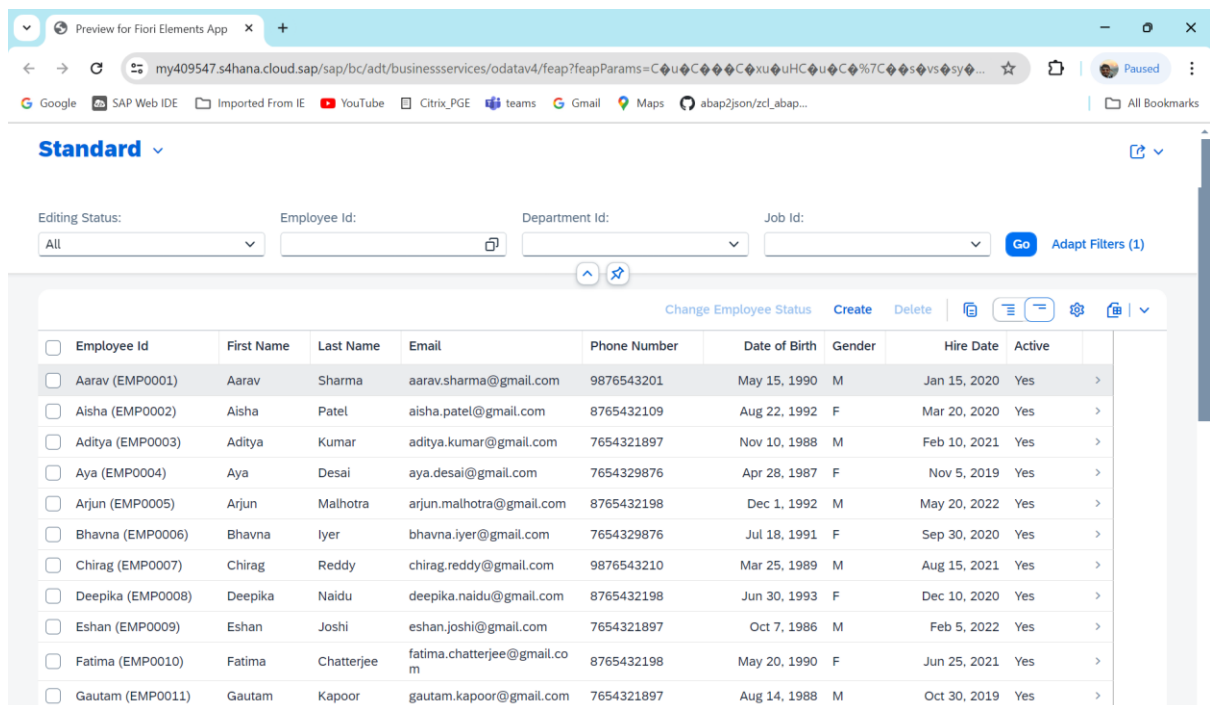 Preview for Fiori Elements App
my409547.s4hana.cloud.sap/sap/bc/adt/businessservices/odatav4/feap?feapParams=C�u�C���C�xu�uHC�u�C�%7C��s�vs�sy�...
Paused
Google SAP Web IDE Imported From IE YouTube Citrix_PGE teams Gmail Maps abap2json/zcl_abap... All Bookmarks
Standard
Editing Status: Employee Id: Department Id: Job Id:
All Go Adapt Filters (1)
Change Employee Status Create Delete
Employee Id First Name Last Name Email Phone Number Date of Birth Gender Hire Date Active
Aarav (EMP0001) Aarav Sharma aarav.sharma@gmail.com 9876543201 May 15, 1990 M Jan 15, 2020 Yes
Aisha (EMP0002) Aisha Patel aisha.patel@gmail.com 8765432109 Aug 22, 1992 F Mar 20, 2020 Yes
Aditya (EMP0003) Aditya Kumar aditya.kumar@gmail.com 7654321897 Nov 10, 1988 M Feb 10, 2021 Yes
Aya (EMP0004) Aya Desai aya.desai@gmail.com 7654329876 Apr 28, 1987 F Nov 5, 2019 Yes
Arjun (EMP0005) Arjun Malhotra arjun.malhotra@gmail.com 8765432198 Dec 1, 1992 M May 20, 2022 Yes
Bhavna (EMP0006) Bhavna Iyer bhavna.iyer@gmail.com 7654329876 Jul 18, 1991 F Sep 30, 2020 Yes
Chirag (EMP0007) Chirag Reddy chirag.reddy@gmail.com 9876543210 Mar 25, 1989 M Aug 15, 2021 Yes
Deepika (EMP0008) Deepika Naidu deepika.naidu@gmail.com 8765432198 Jun 30, 1993 F Dec 10, 2020 Yes
Eshan (EMP0009) Eshan Joshi eshan.joshi@gmail.com 7654321897 Oct 7, 1986 M Feb 5, 2022 Yes
Fatima (EMP0010) Fatima Chatterjee fatima.chatterjee@gmail.co
m 8765432198 May 20, 1990 F Jun 25, 2021 Yes
Gautam (EMP0011) Gautam Kapoor gautam.kapoor@gmail.com 7654321897 Aug 14, 1988 M Oct 30, 2019 Yes